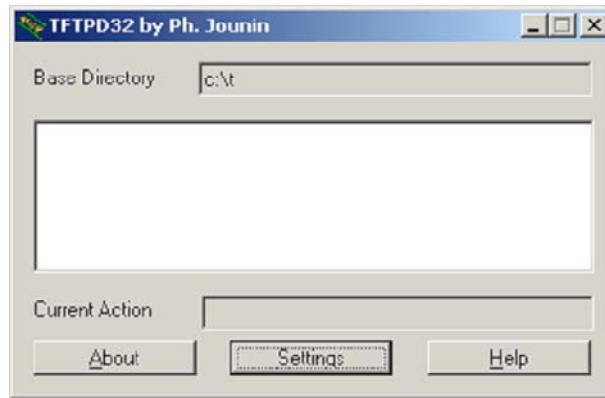 TFTPD32 by Ph. Jounin
Base Directory c:\t
Current Action
About Settings Help